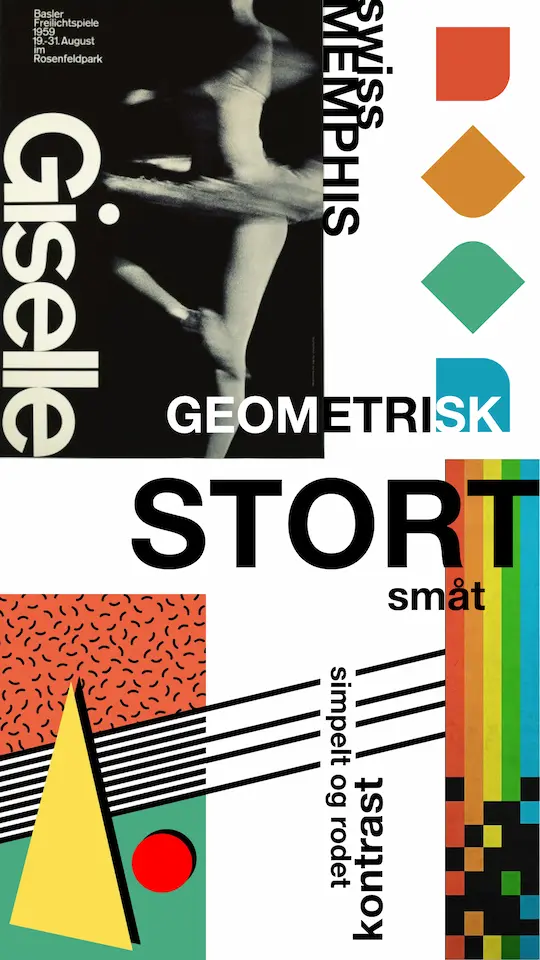 Basler
Freilichtspiele
1959
19.-31. August
im
Rosenfeldpark
Giselle
swiss
MEMPHIS
GEOMETRISK
STORT
småt
simpelt og rodet
kontrast